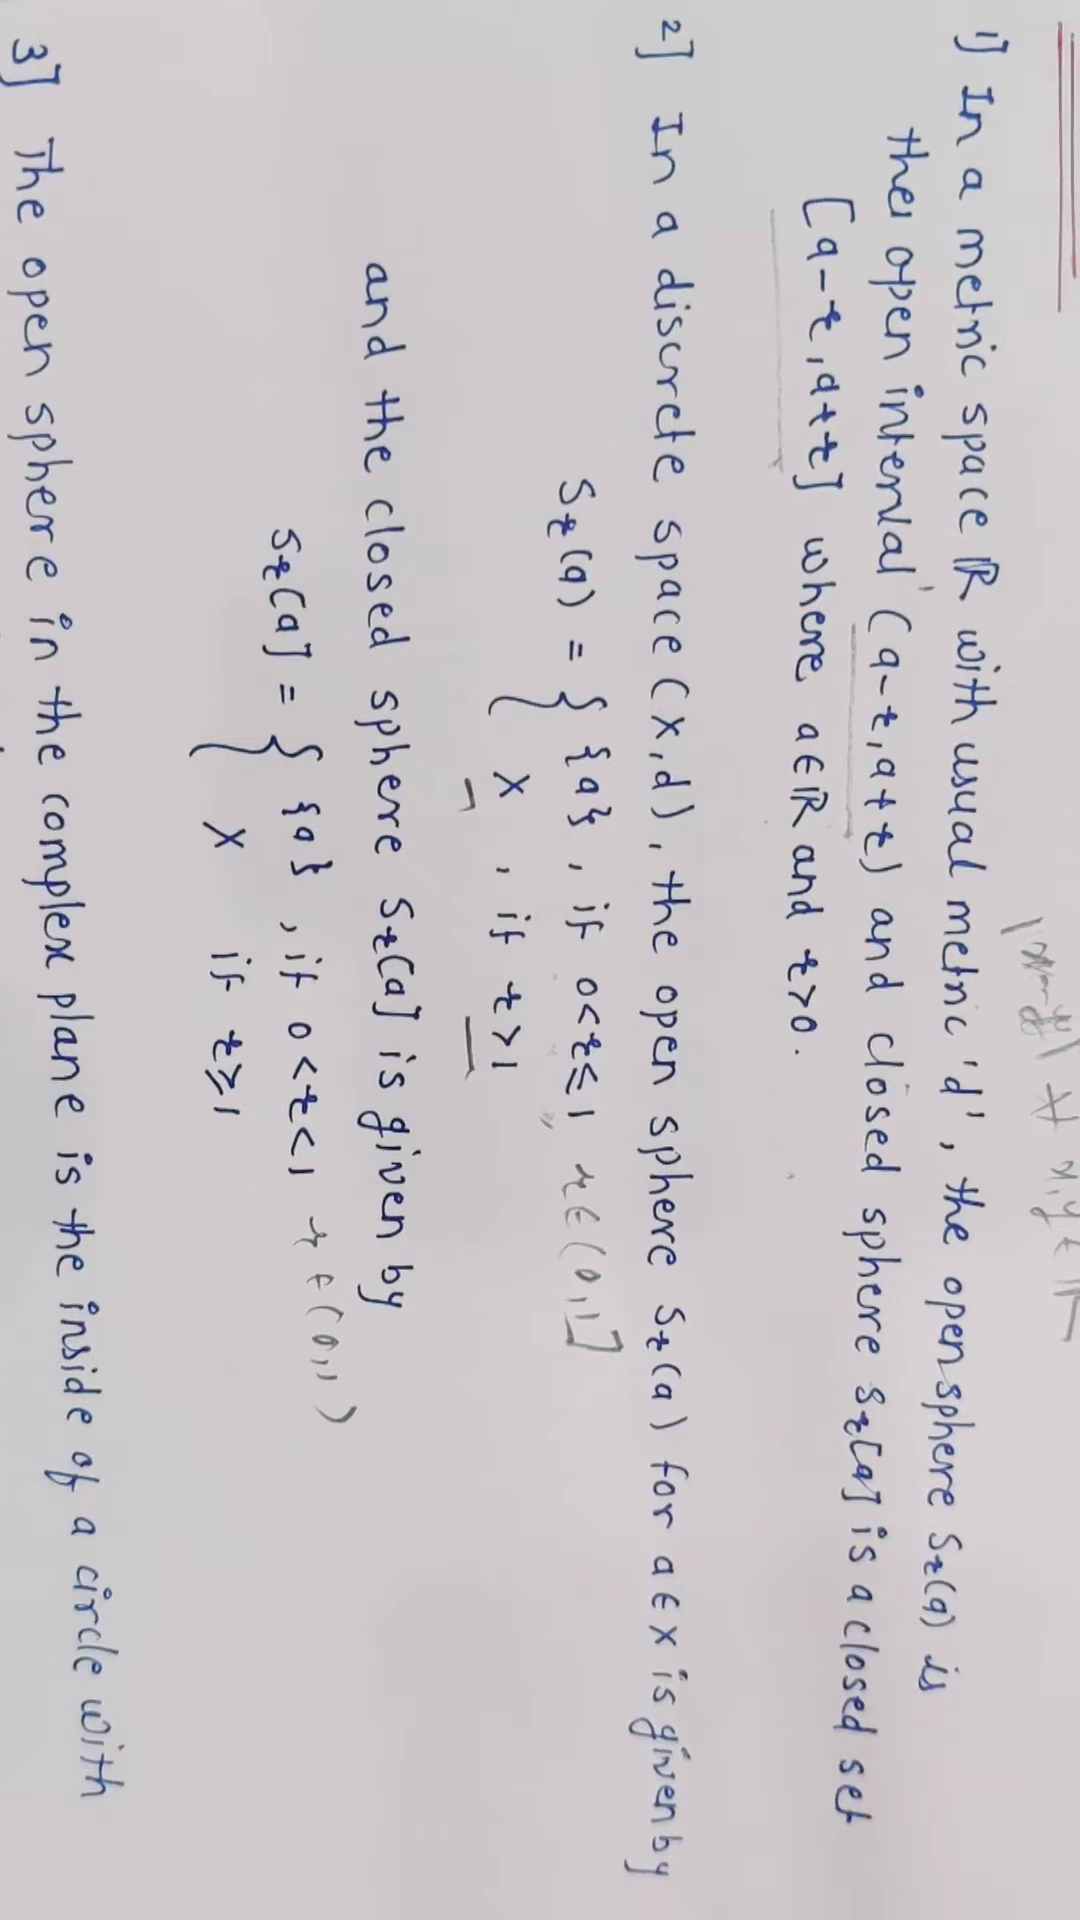 |x-y| ∀ x,y ∈ R
1] In a metric space ℝ with usual metric 'd', the open sphere Sr(a) is
the open interval (a-r, a+r) and closed sphere Sr[a] is a closed set
[a-r, a+r] where a∈ℝ and r>0.
2] In a discrete space (X,d), the open sphere Sr(a) for a∈X is given by
Sr(a) = { {a}, if 0<r≤1 r∈(0,1]
X, if r>1
and the closed sphere Sr[a] is given by
Sr[a] = { {a}, if 0<r<1 r∈(0,1)
X if r≥1
3] The open sphere in the complex plane is the inside of a circle with